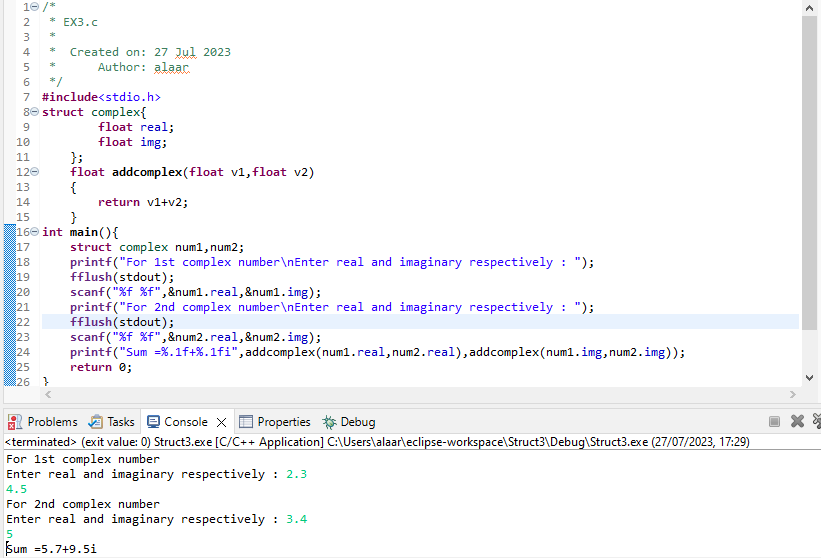 1 /*
2  * EX3.c
3  *
4  *  Created on: 27 Jul 2023
5  *      Author: alaar
6  */
7 #include<stdio.h>
8 struct complex{
9         float real;
10         float img;
11     };
12     float addcomplex(float v1,float v2)
13     {
14         return v1+v2;
15     }
16 int main(){
17     struct complex num1,num2;
18     printf("For 1st complex number\nEnter real and imaginary respectively : ");
19     fflush(stdout);
20     scanf("%f %f",&num1.real,&num1.img);
21     printf("For 2nd complex number\nEnter real and imaginary respectively : ");
22     fflush(stdout);
23     scanf("%f %f",&num2.real,&num2.img);
24     printf("Sum =%.1f+%.1fi",addcomplex(num1.real,num2.real),addcomplex(num1.img,num2.img));
25     return 0;
26 }
Problems Tasks Console Properties Debug
<terminated> (exit value: 0) Struct3.exe [C/C++ Application] C:\Users\alaar\eclipse-workspace\Struct3\Debug\Struct3.exe (27/07/2023, 17:29)
For 1st complex number
Enter real and imaginary respectively : 2.3
4.5
For 2nd complex number
Enter real and imaginary respectively : 3.4
5
Sum =5.7+9.5i